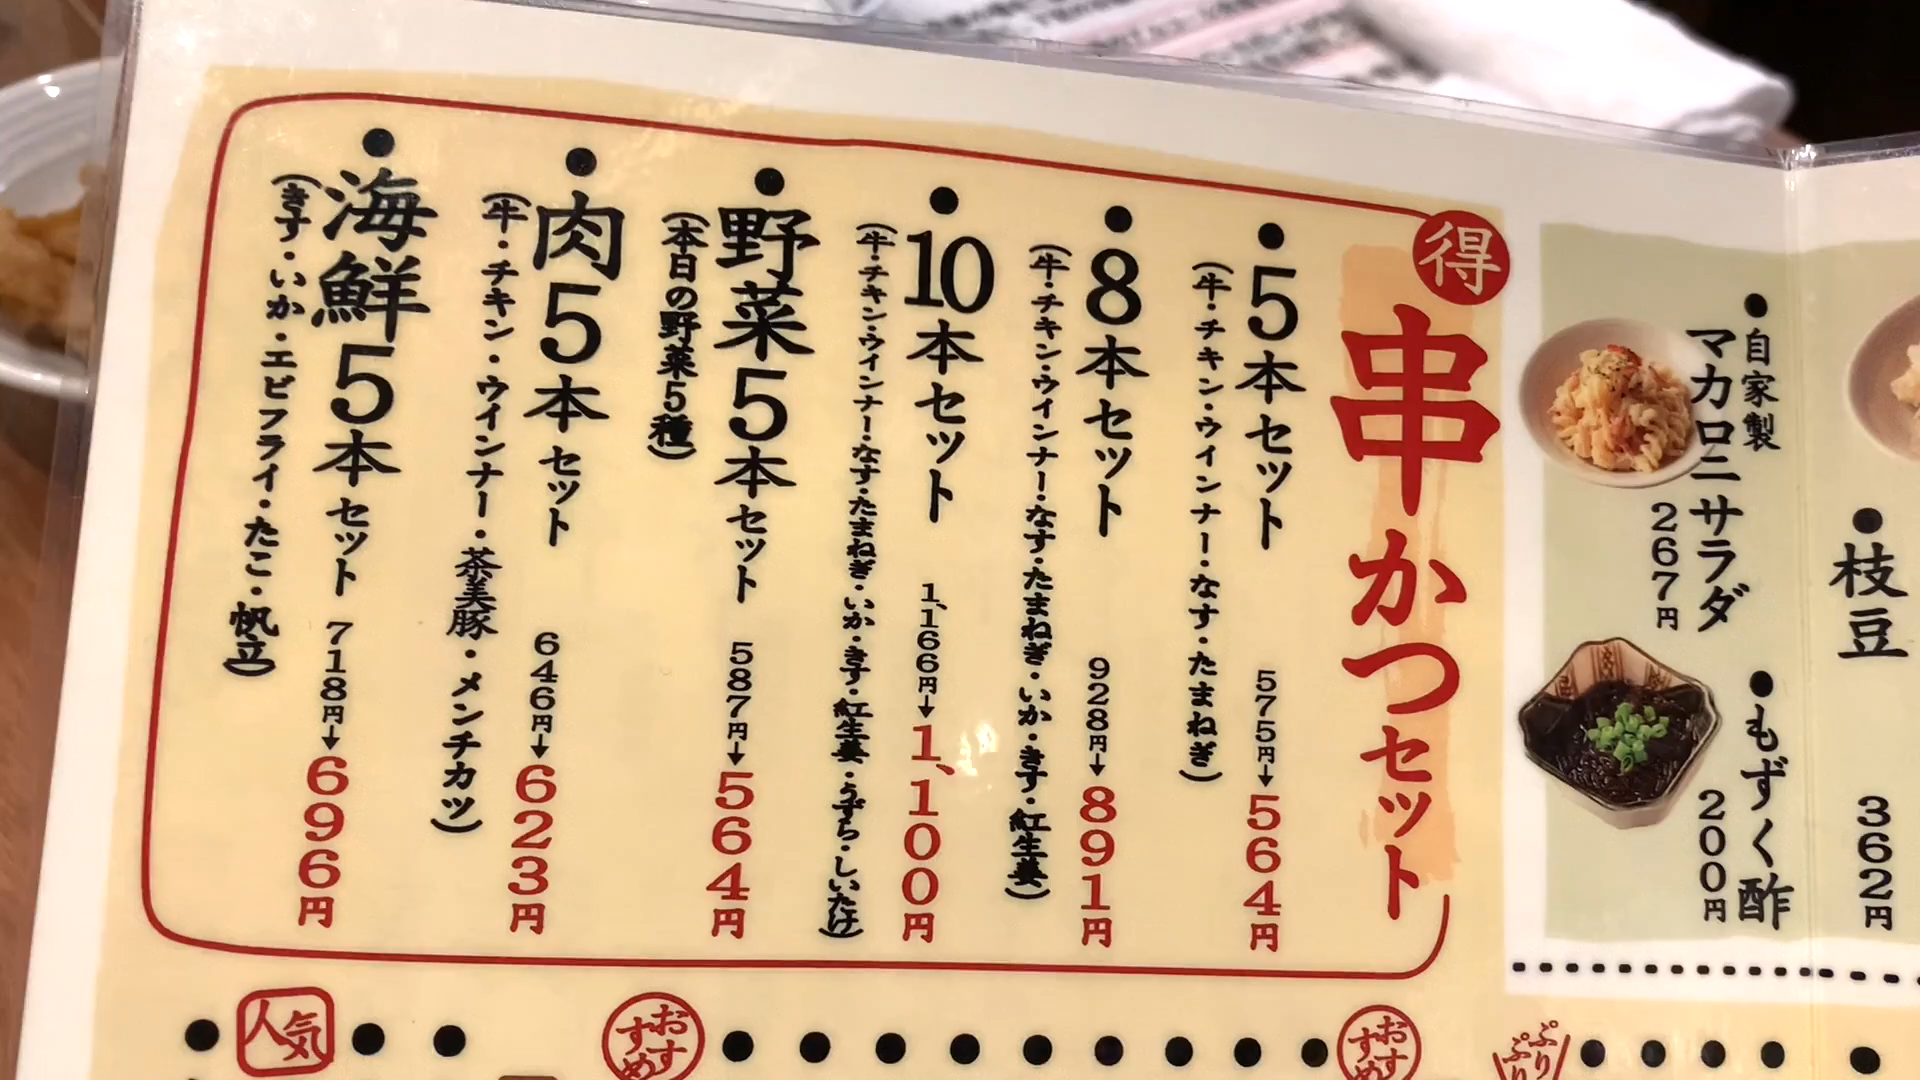 枝豆
362円
自家製
マカロニサラダ
267円
もずく酢
200円
得
串かつセット
5本セット 575円→564円
(牛・チキン・ウインナー・なす・たまねぎ)
8本セット 928円→891円
(牛・チキン・ウインナー・なす・たまねぎ・いか・きす・紅生姜)
10本セット 1,166円→1,100円
(牛・チキン・ウインナー・なす・たまねぎ・いか・きす・紅生姜・うずら・しいたけ)
野菜5本セット 587円→564円
(本日の野菜5種)
肉5本セット 646円→623円
(牛・チキン・ウインナー・茶美豚・メンチカツ)
海鮮5本セット 718円→696円
(きす・いか・エビフライ・たこ・帆立)
ぷりぷり
おすすめ
おすすめ
人気